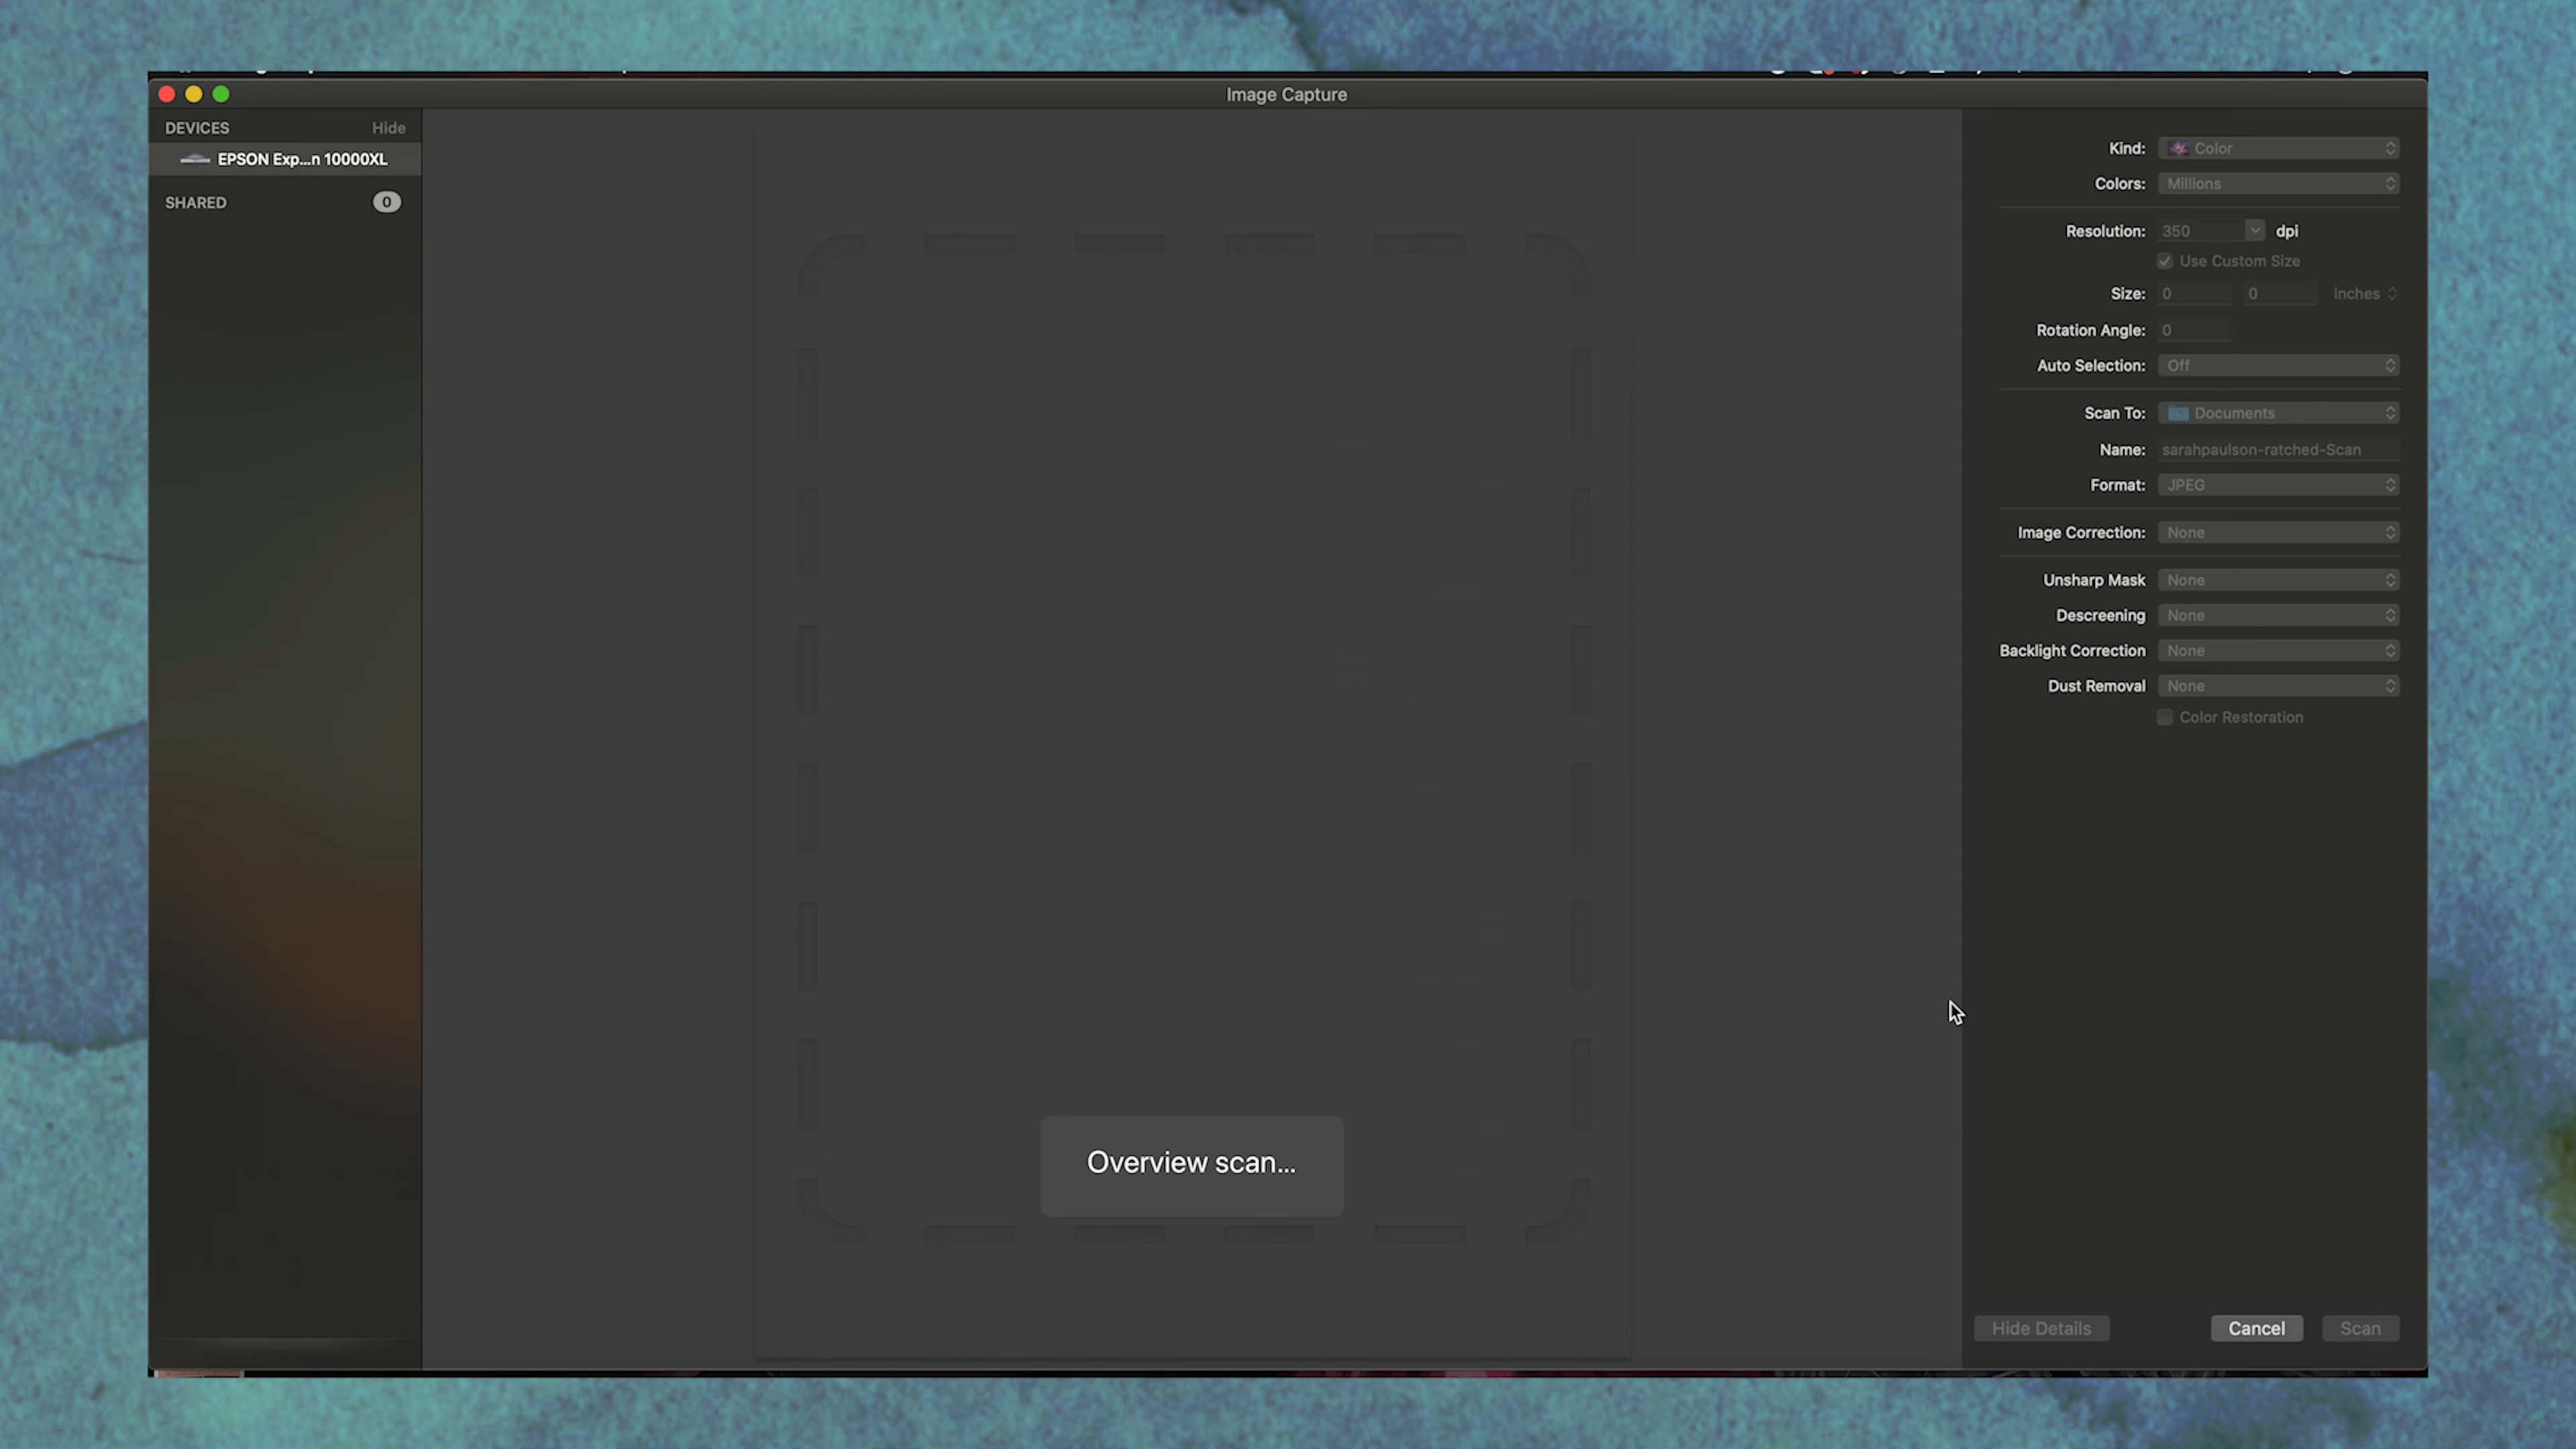 Image Capture
DEVICES Hide
EPSON Exp...n 10000XL
SHARED 0
Kind: Color
Colors: Millions
Resolution: 350 dpi
Use Custom Size
Size: 0 0 inches
Rotation Angle: 0
Auto Selection: Off
Scan To: Documents
Name: sarahpaulson-ratched-Scan
Format: JPEG
Image Correction: None
Unsharp Mask None
Descreening None
Backlight Correction None
Dust Removal None
Color Restoration
Overview scan...
Hide Details Cancel Scan